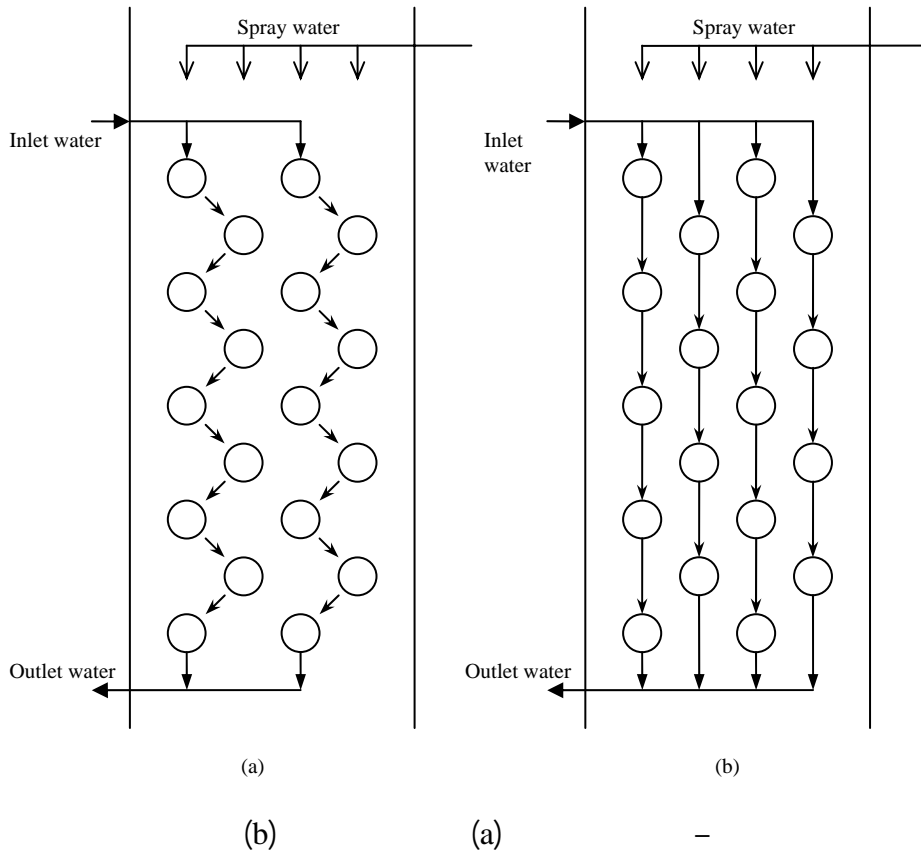 Spray water
Spray water
Inlet water
Inlet
water
Outlet water
Outlet water
(a)
(b)
(b) (a) –